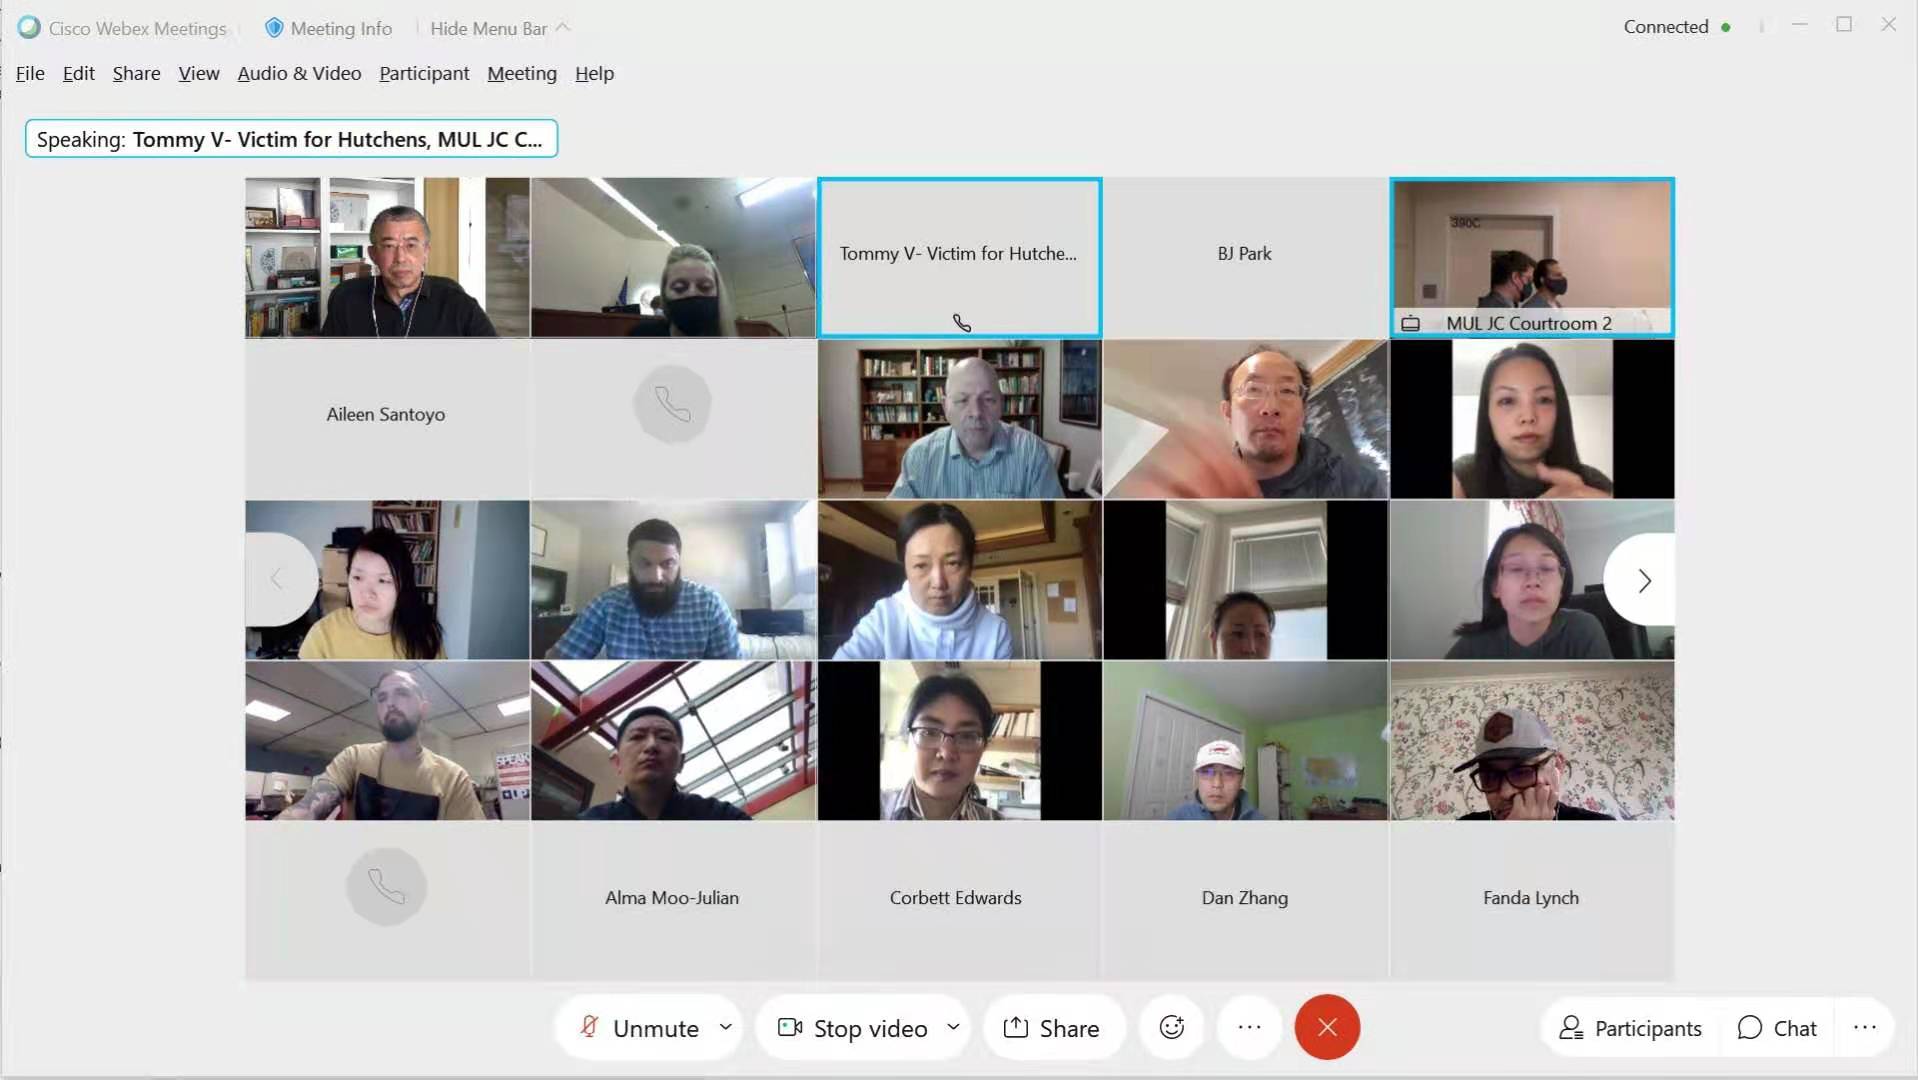 Cisco Webex Meetings
Meeting Info
Hide Menu Bar
Connected
File Edit Share View Audio & Video Participant Meeting Help
Speaking: Tommy V- Victim for Hutchens, MUL JC C...
Tommy V- Victim for Hutche...
BJ Park
390C
MUL JC Courtroom 2
Aileen Santoyo
SPEAK
Alma Moo-Julian
Corbett Edwards
Dan Zhang
Fanda Lynch
Unmute
Stop video
Share
Participants
Chat